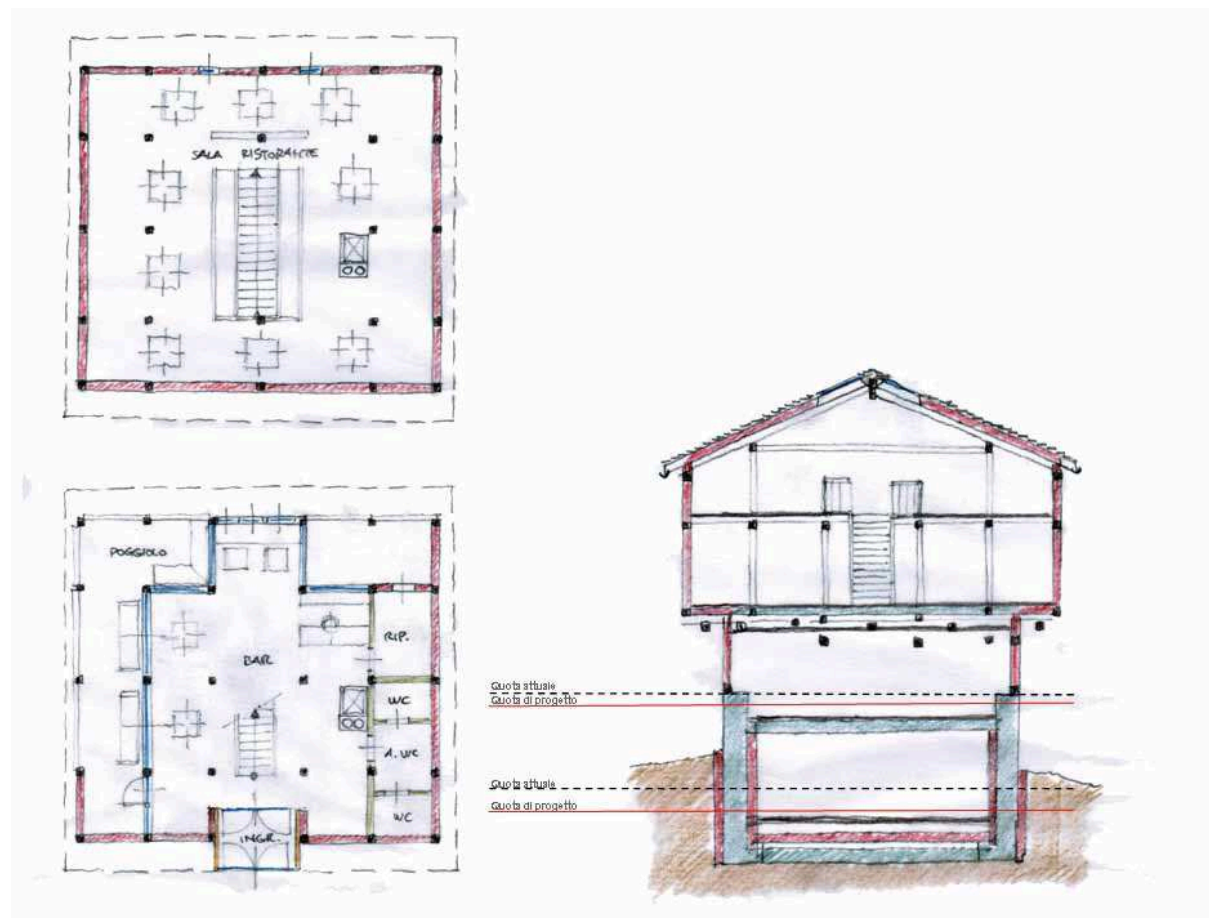 SALA RISTORANTE
POGGIOLO
BAR
RIP.
WC
A. WC
WC
INGR.
Quota attuale
Quota di progetto
Quota attuale
Quota di progetto